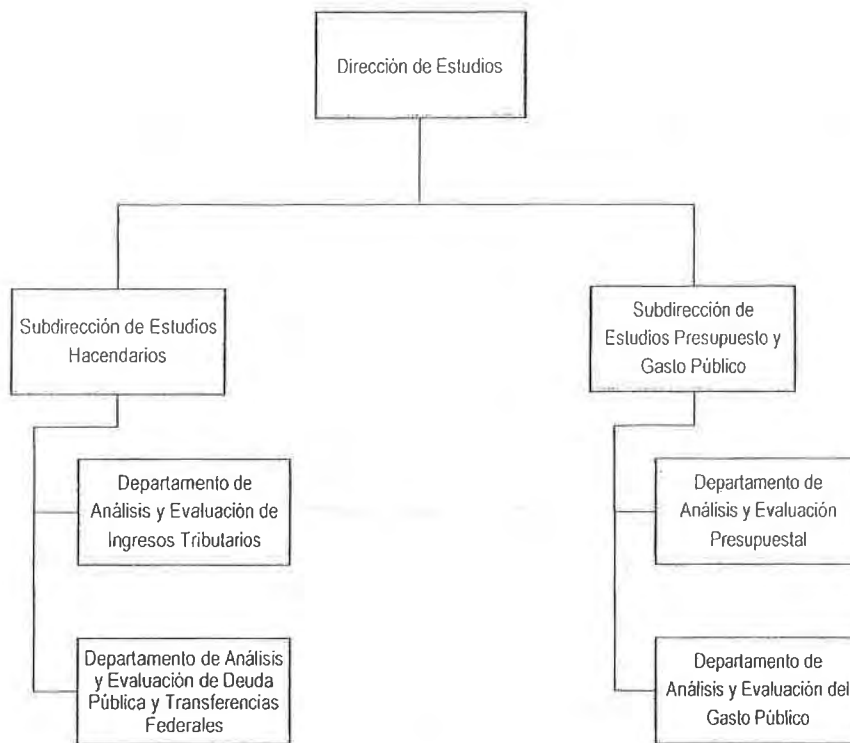 Dirección de Estudios
Subdirección de Estudios
Hacendarios
Subdirección de
Estudios Presupuesto y
Gasto Público
Departamento de
Análisis y Evaluación de
Ingresos Tributarios
Departamento de
Análisis y Evaluación
Presupuestal
Departamento de Análisis
y Evaluación de Deuda
Pública y Transferencias
Federales
Departamento de
Análisis y Evaluación del
Gasto Público